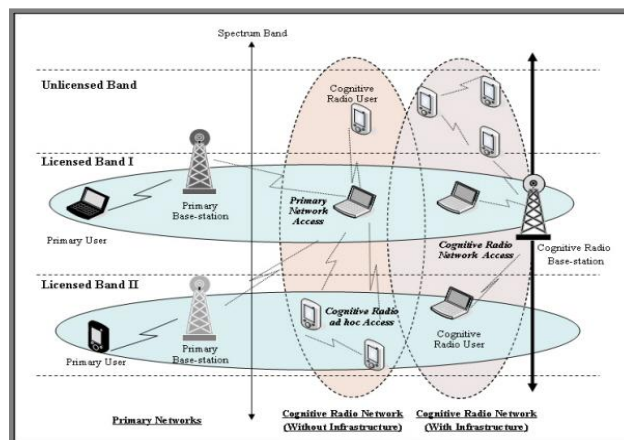 Spectrum Band
Unlicensed Band
Cognitive
Radio User
Licensed Band I
Primary
Base-station
Primary User
Primary
Network
Access
Cognitive Radio
Network Access
Cognitive Radio
Base-station
Licensed Band II
Primary User
Primary
Base-station
Cognitive Radio
ad hoc Access
Cognitive
Radio User
Primary Networks
Cognitive Radio Network
(Without Infrastructure)
Cognitive Radio Network
(With Infrastructure)